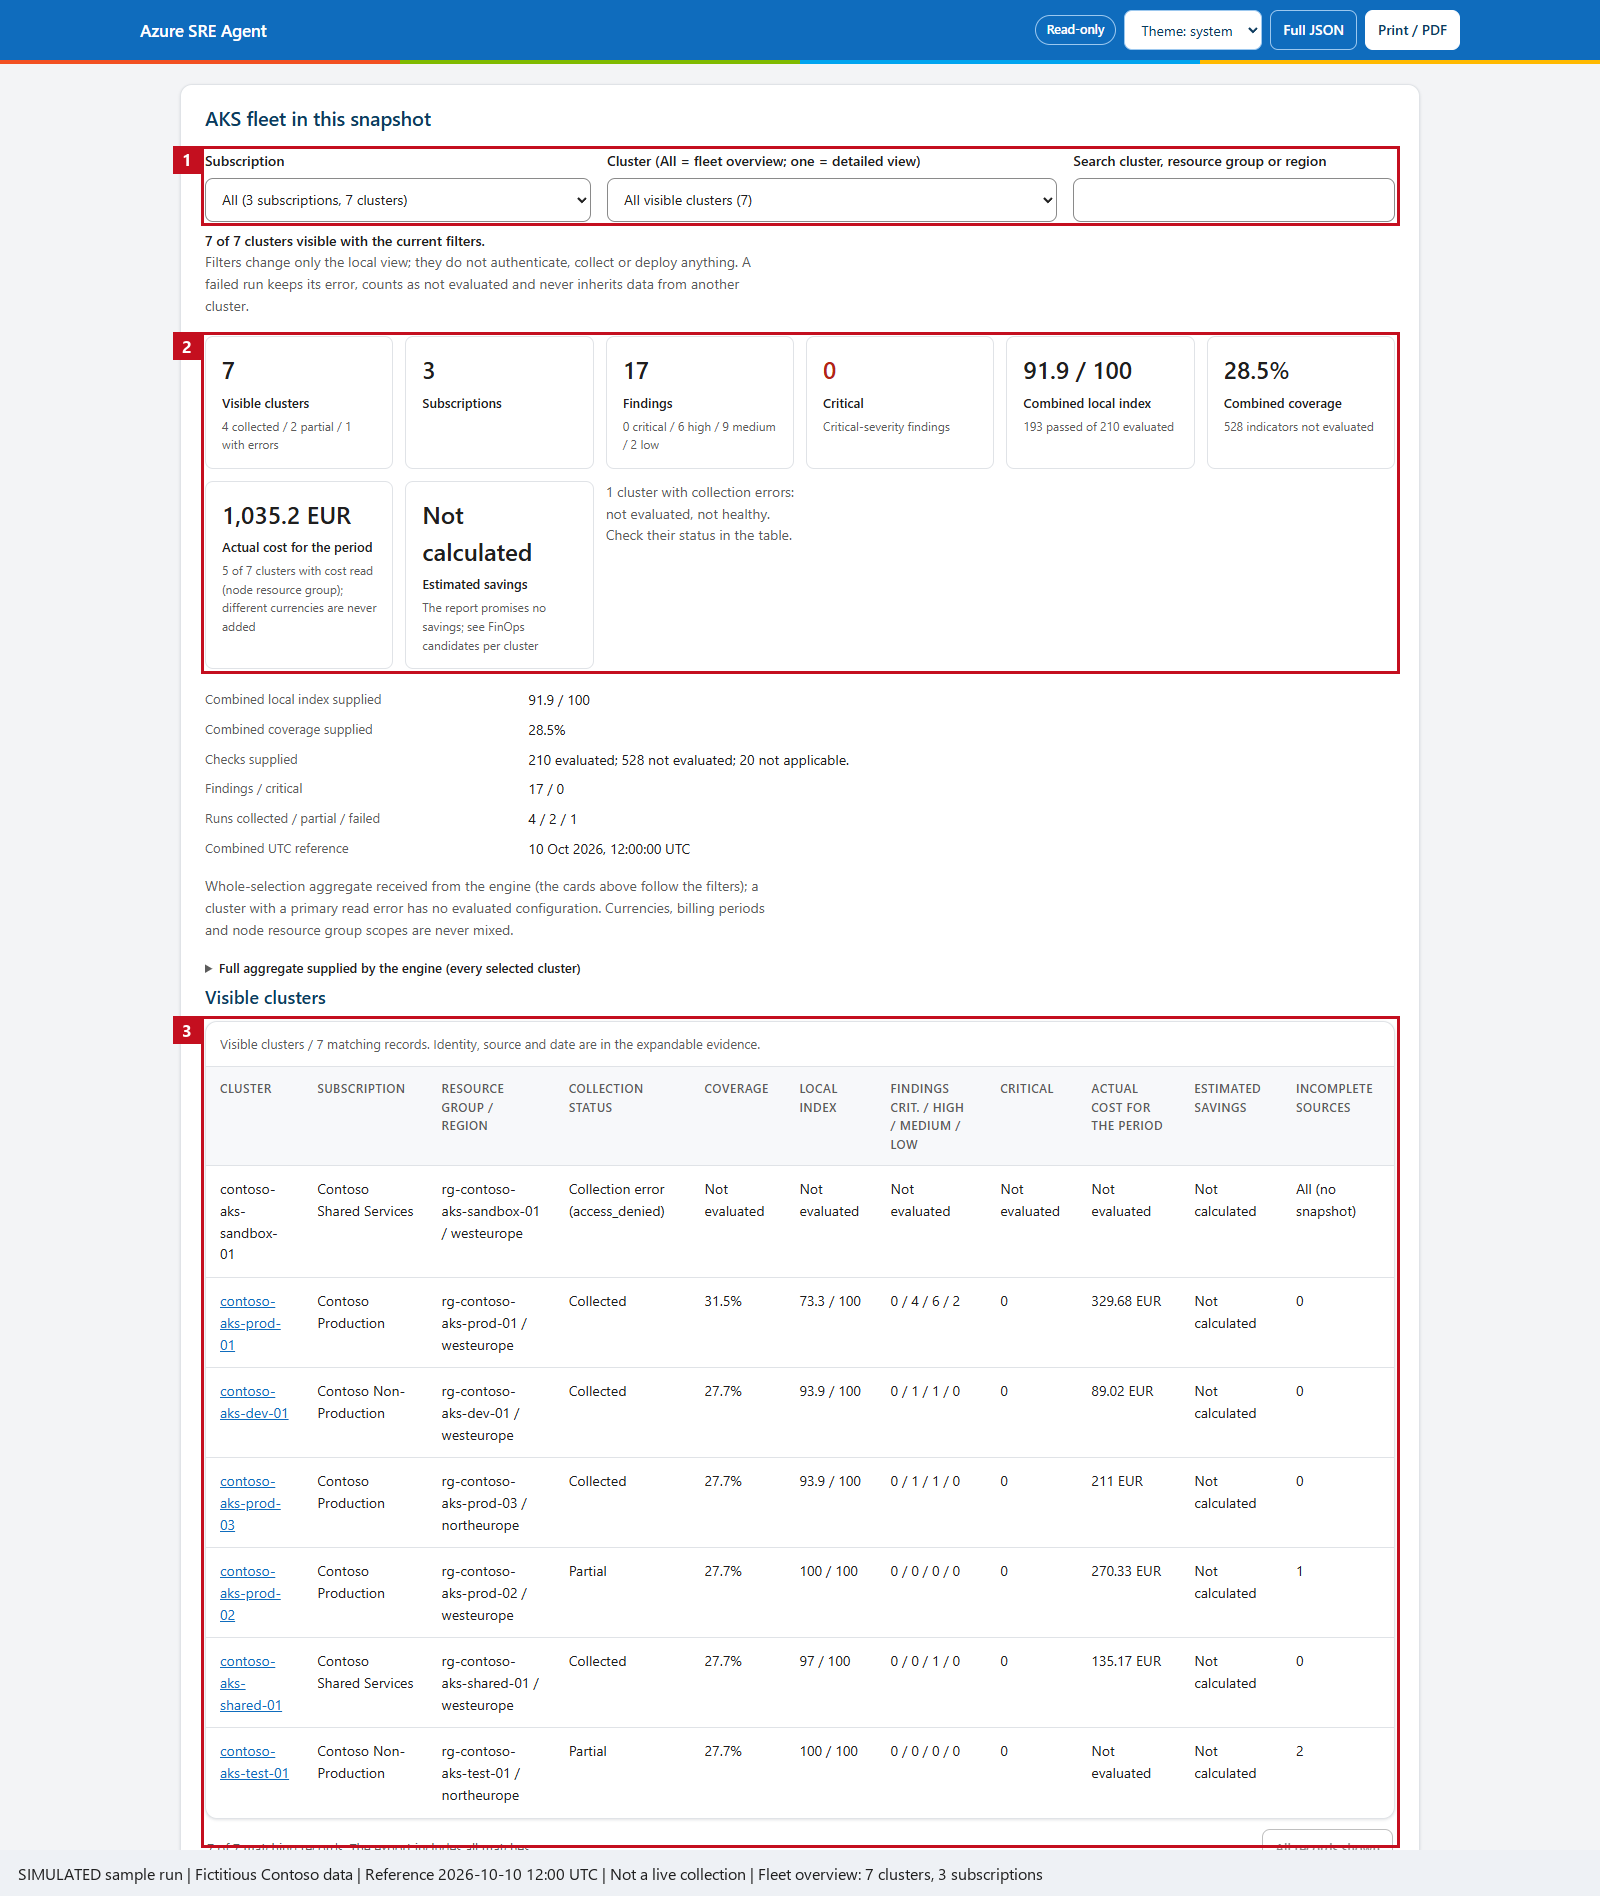 Azure SRE Agent
Read-only
Theme: system
Full JSON
Print / PDF
AKS fleet in this snapshot
1
Subscription
Cluster (All = fleet overview; one = detailed view)
Search cluster, resource group or region
All (3 subscriptions, 7 clusters)
All visible clusters (7)
7 of 7 clusters visible with the current filters.
Filters change only the local view; they do not authenticate, collect or deploy anything. A
failed run keeps its error, counts as not evaluated and never inherits data from another
cluster.
2
7
Visible clusters
4 collected / 2 partial / 1
with errors
3
Subscriptions
17
Findings
0 critical / 6 high / 9 medium
/ 2 low
0
Critical
Critical-severity findings
91.9 / 100
Combined local index
193 passed of 210 evaluated
28.5%
Combined coverage
528 indicators not evaluated
1,035.2 EUR
Actual cost for the period
5 of 7 clusters with cost read
(node resource group);
different currencies are never
added
Not
calculated
Estimated savings
The report promises no
savings; see FinOps
candidates per cluster
1 cluster with collection errors:
not evaluated, not healthy.
Check their status in the table.
Combined local index supplied 91.9 / 100
Combined coverage supplied 28.5%
Checks supplied 210 evaluated; 528 not evaluated; 20 not applicable.
Findings / critical 17 / 0
Runs collected / partial / failed 4 / 2 / 1
Combined UTC reference 10 Oct 2026, 12:00:00 UTC
Whole-selection aggregate received from the engine (the cards above follow the filters); a
cluster with a primary read error has no evaluated configuration. Currencies, billing periods
and node resource group scopes are never mixed.
Full aggregate supplied by the engine (every selected cluster)
Visible clusters
3
Visible clusters / 7 matching records. Identity, source and date are in the expandable evidence.
CLUSTER SUBSCRIPTION RESOURCE COLLECTION COVERAGE LOCAL FINDINGS CRITICAL ACTUAL ESTIMATED INCOMPLETE
GROUP / STATUS INDEX CRIT. / HIGH COST FOR SAVINGS SOURCES
REGION / MEDIUM / THE PERIOD
LOW
contoso- Contoso rg-contoso- Collection error Not Not Not Not Not Not All (no
aks- Shared Services aks-sandbox-01 (access_denied) evaluated evaluated evaluated evaluated evaluated calculated snapshot)
sandbox- / westeurope
01
contoso- Contoso rg-contoso- Collected 31.5% 73.3 / 100 0 / 4 / 6 / 2 0 329.68 EUR Not 0
aks-prod- Production aks-prod-01 / calculated
01 westeurope
contoso- Contoso Non- rg-contoso- Collected 27.7% 93.9 / 100 0 / 1 / 1 / 0 0 89.02 EUR Not 0
aks-dev-01 Production aks-dev-01 / calculated
westeurope
contoso- Contoso rg-contoso- Collected 27.7% 93.9 / 100 0 / 1 / 1 / 0 0 211 EUR Not 0
aks-prod- Production aks-prod-03 / calculated
03 northeurope
contoso- Contoso rg-contoso- Partial 27.7% 100 / 100 0 / 0 / 0 / 0 0 270.33 EUR Not 1
aks-prod- Production aks-prod-02 / calculated
02 westeurope
contoso- Contoso rg-contoso- Collected 27.7% 97 / 100 0 / 0 / 1 / 0 0 135.17 EUR Not 0
aks- Shared Services aks-shared-01 / calculated
shared-01 westeurope
contoso- Contoso Non- rg-contoso- Partial 27.7% 100 / 100 0 / 0 / 0 / 0 0 Not Not 2
aks-test-01 Production aks-test-01 / evaluated calculated
northeurope
SIMULATED sample run | Fictitious Contoso data | Reference 2026-10-10 12:00 UTC | Not a live collection | Fleet overview: 7 clusters, 3 subscriptions